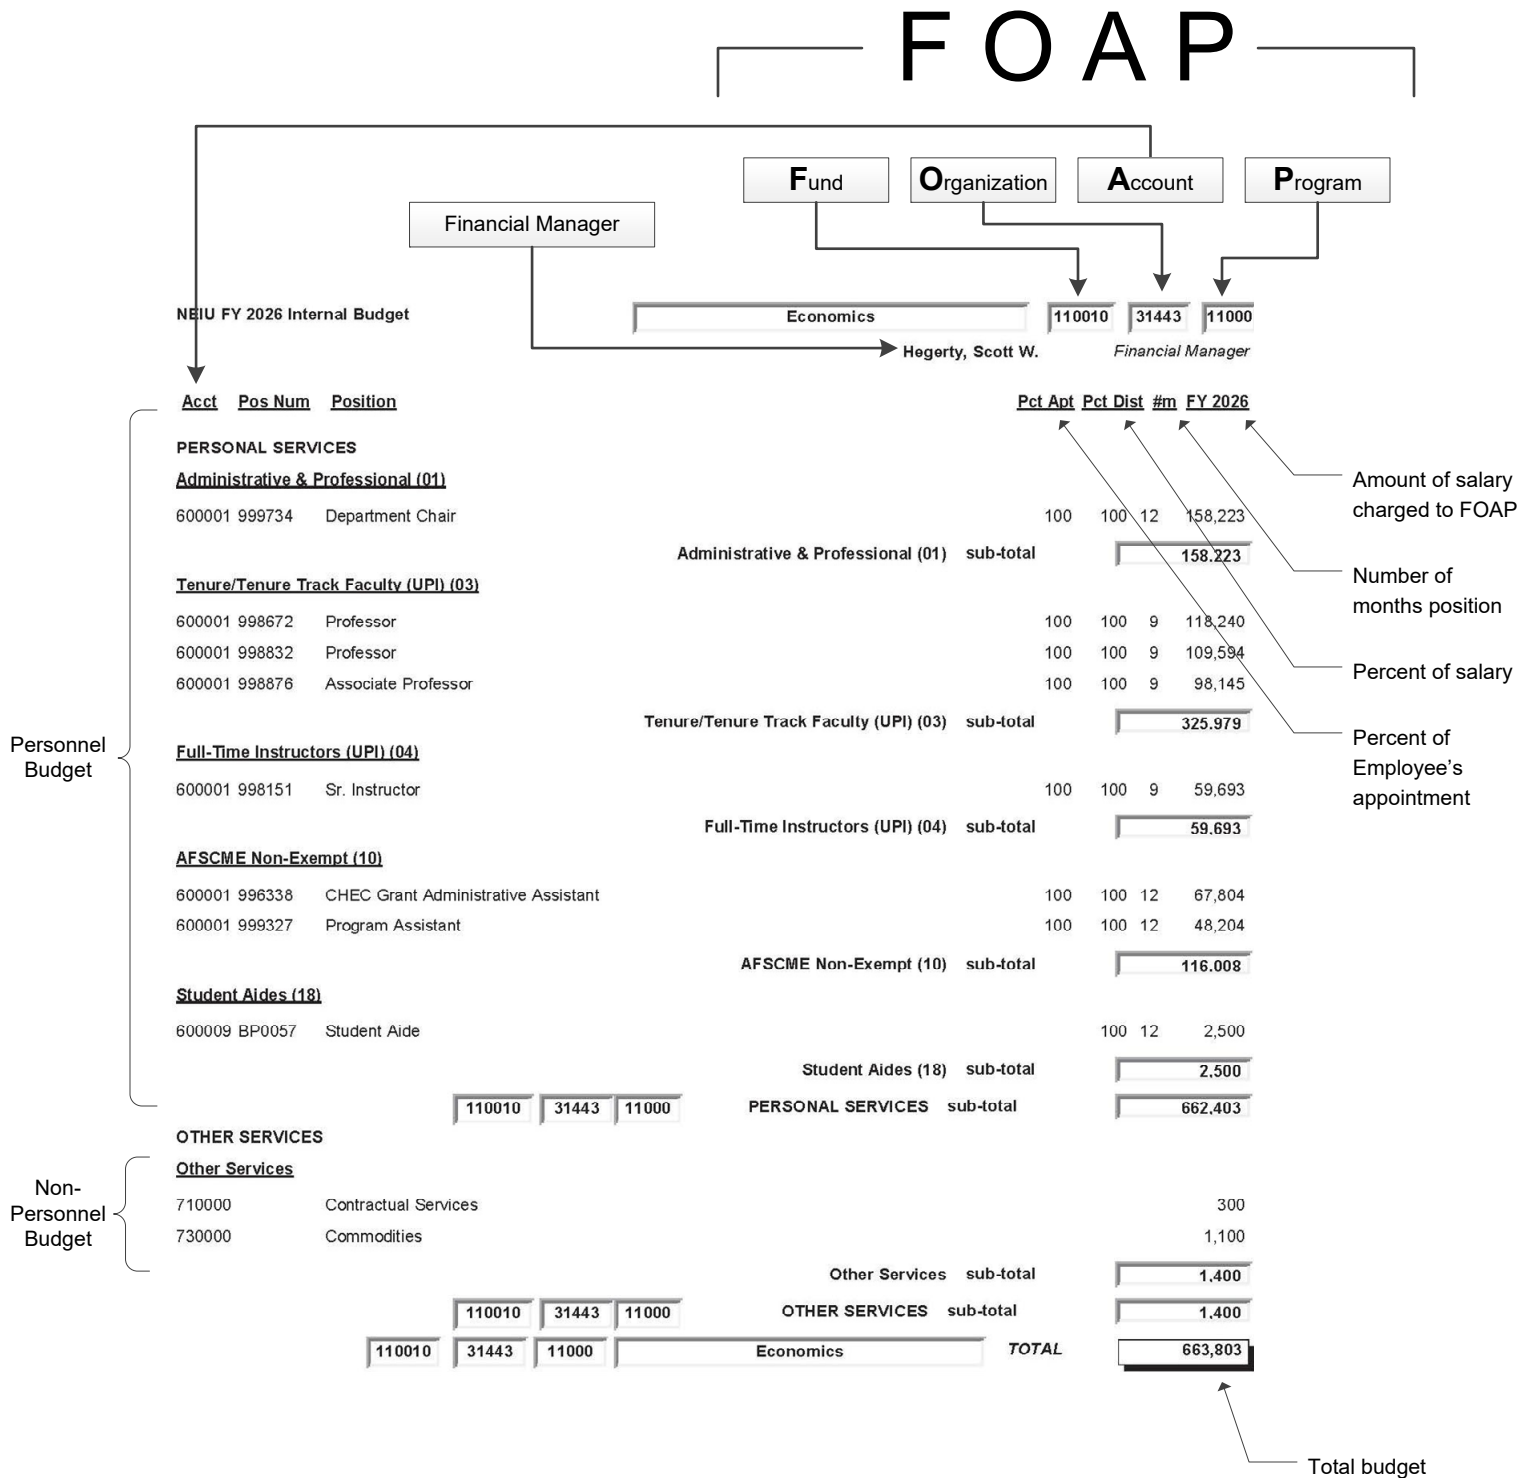 F O A P
Fund Organization Account Program
Financial Manager
NEIU FY 2026 Internal Budget Economics 110010 31443 11000
Hegerty, Scott W. Financial Manager
Acct Pos Num Position Pct Apt Pct Dist #m FY 2026
PERSONAL SERVICES
Administrative & Professional (01)
600001 999734 Department Chair 100 100 12 158,223
Administrative & Professional (01) sub-total 158.223
Tenure/Tenure Track Faculty (UPI) (03)
600001 998672 Professor 100 100 9 118,240
600001 998832 Professor 100 100 9 109,594
600001 998876 Associate Professor 100 100 9 98,145
Tenure/Tenure Track Faculty (UPI) (03) sub-total 325.979
Full-Time Instructors (UPI) (04)
600001 998151 Sr. Instructor 100 100 9 59,693
Full-Time Instructors (UPI) (04) sub-total 59.693
AFSCME Non-Exempt (10)
600001 996338 CHEC Grant Administrative Assistant 100 100 12 67,804
600001 999327 Program Assistant 100 100 12 48,204
AFSCME Non-Exempt (10) sub-total 116.008
Student Aides (18)
600009 BP0057 Student Aide 100 12 2,500
Student Aides (18) sub-total 2,500
110010 31443 11000 PERSONAL SERVICES sub-total 662,403
OTHER SERVICES
Other Services
710000 Contractual Services 300
730000 Commodities 1,100
Other Services sub-total 1,400
110010 31443 11000 OTHER SERVICES sub-total 1,400
110010 31443 11000 Economics TOTAL 663,803
Personnel
Budget
Non-
Personnel
Budget
Amount of salary
charged to FOAP
Number of
months position
Percent of salary
Percent of
Employee’s
appointment
Total budget